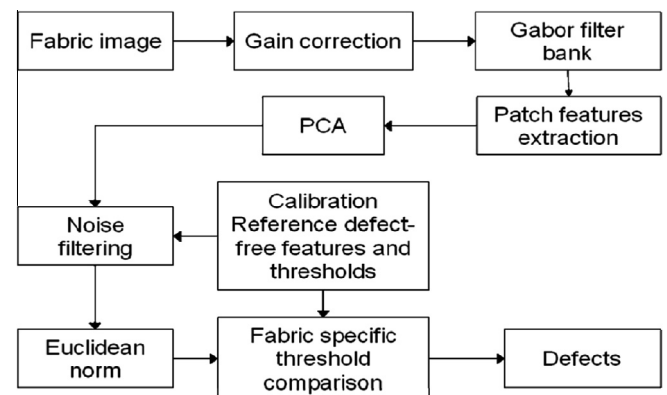 Fabric image
Gain correction
Gabor filter
bank
Patch features
extraction
PCA
Calibration
Reference defect-
free features and
thresholds
Noise
filtering
Euclidean
norm
Fabric specific
threshold
comparison
Defects